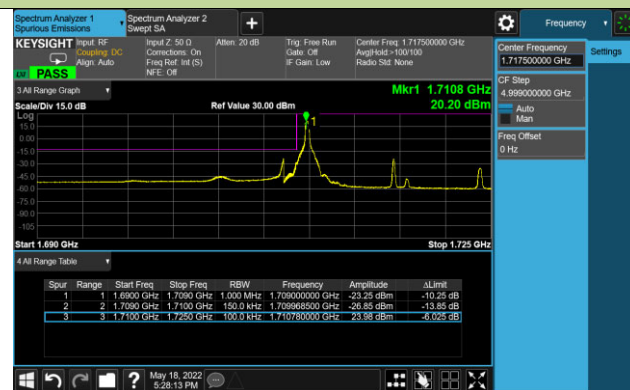 Spectrum Analyzer 1
Spurious Emissions
Spectrum Analyzer 2
Swept SA
+
Frequency
KEYSIGHT
Input: RF
Coupling: DC
Align: Auto
Input Z: 50 Ω
Corrections: On
Freq Ref: Int (S)
NFE: Off
Atten: 20 dB
Trig: Free Run
Gate: Off
IF Gain: Low
Center Freq: 1.717500000 GHz
Avg|Hold:>100/100
Radio Std: None
PASS
Center Frequency
1.717500000 GHz
Settings
CF Step
4.999000000 GHz
Auto
Man
Freq Offset
0 Hz
3 All Range Graph
Mkr1 1.7108 GHz
Scale/Div 15.0 dB
Ref Value 30.00 dBm
20.20 dBm
Log
15.0
0.00
-15.0
-30.0
-45.0
-60.0
-75.0
-90.0
-105
1
Start 1.690 GHz
Stop 1.725 GHz
4 All Range Table
Spur Range Start Freq Stop Freq RBW Frequency Amplitude ΔLimit
1 1 1.6900 GHz 1.7090 GHz 1.000 MHz 1.709000000 GHz -23.25 dBm -10.25 dB
2 2 1.7090 GHz 1.7100 GHz 150.0 kHz 1.709968500 GHz -26.85 dBm -13.85 dB
3 3 1.7100 GHz 1.7250 GHz 100.0 kHz 1.710780000 GHz 23.98 dBm -6.025 dB
?
May 18, 2022
5:28:13 PM